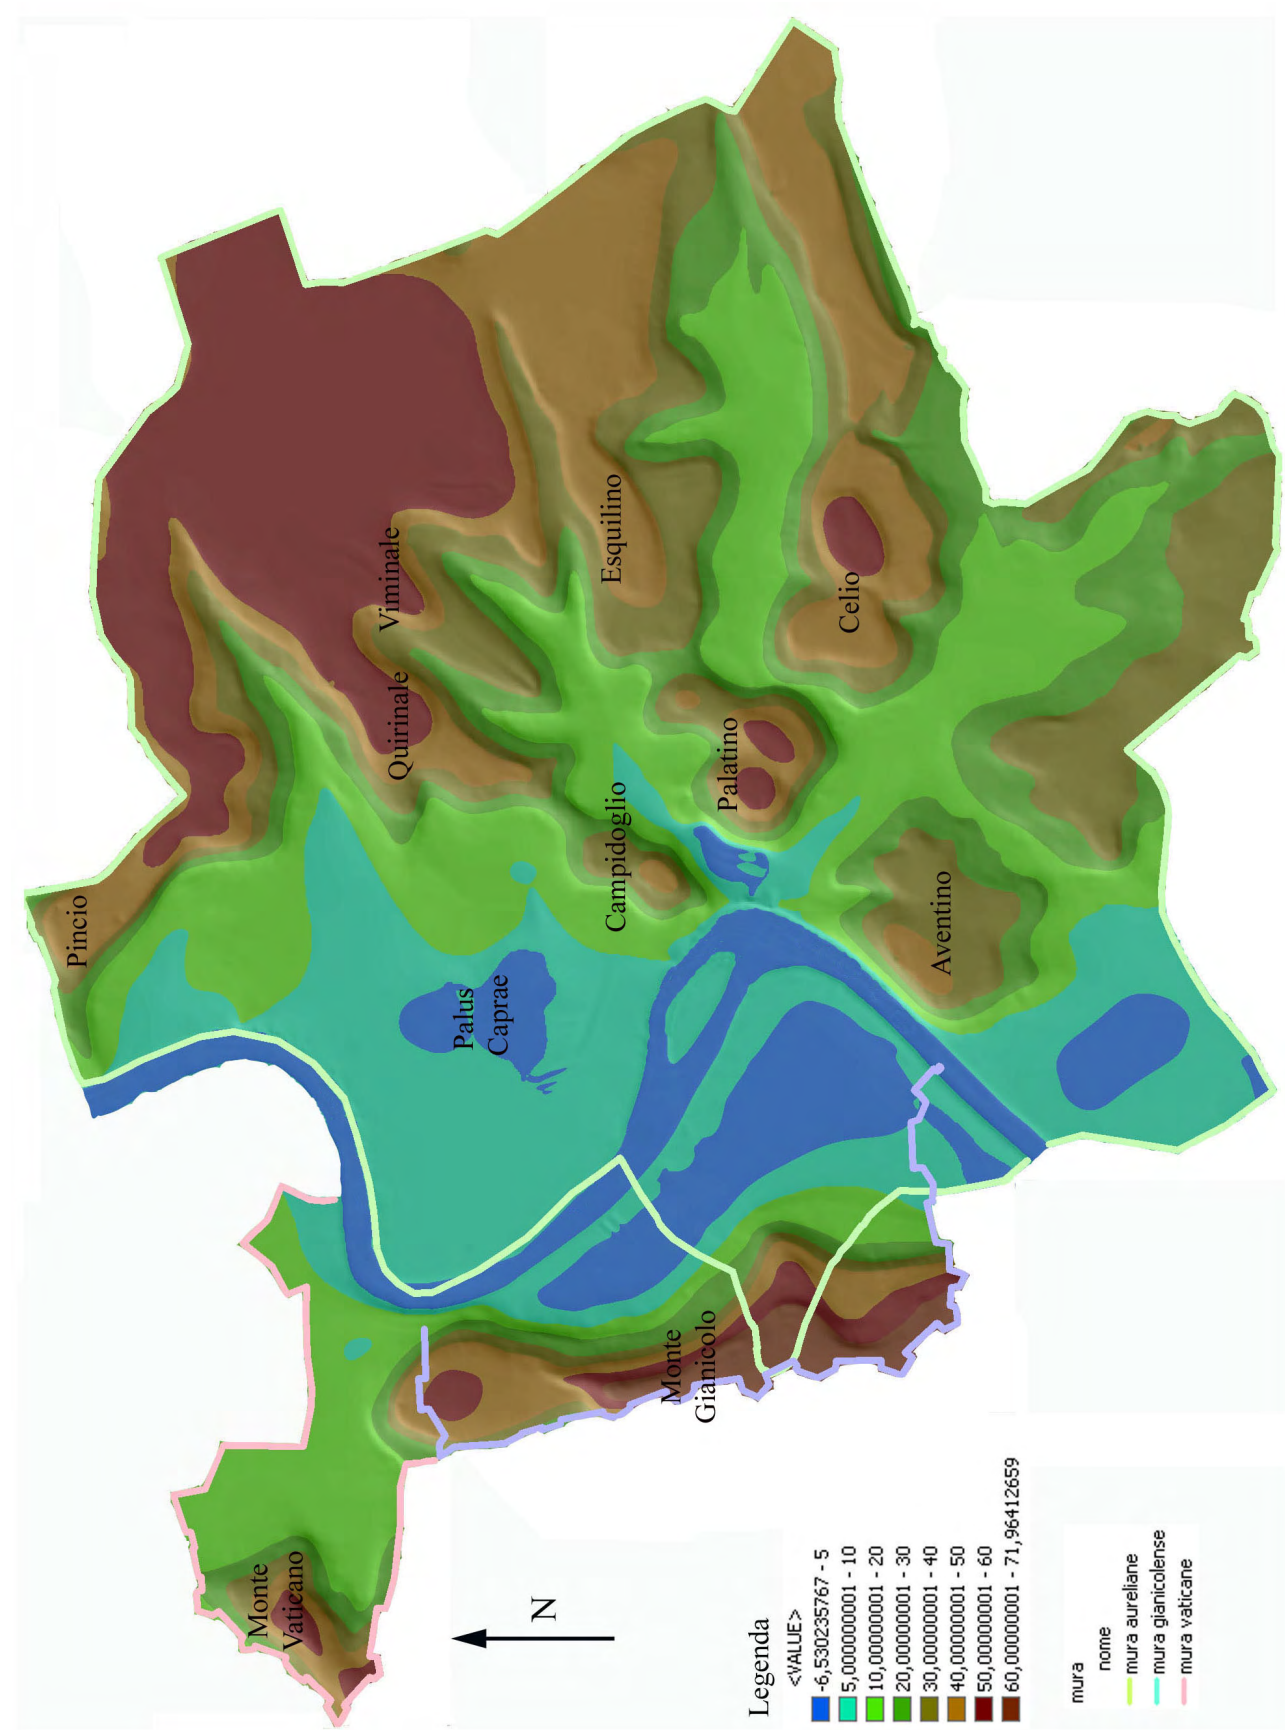 Pincio
Quirinale
Viminale
Esquilino
Palus
Caprae
Campidoglio
Palatino
Celio
Aventino
Monte
Gianicolo
Monte
Vaticano
N
Legenda
<VALUE>
-6,530235767 - 5
5,000000001 - 10
10,00000001 - 20
20,00000001 - 30
30,00000001 - 40
40,00000001 - 50
50,00000001 - 60
60,00000001 - 71,96412659
mura
nome
mura aureliane
mura gianicolense
mura vaticane